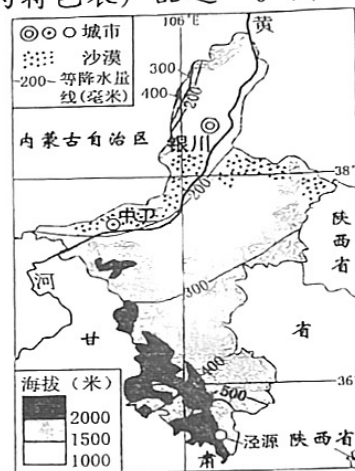 106°E
黄
◎⊙○城市
沙漠
-200-等降水量
线(毫米)
300
400
200
内蒙古自治区
银川
38°
200
中卫
陕
西
省
河
300
甘
省
400
海拔(米)
500
36°
2000
1500
1000
泾源
陕西省
肃